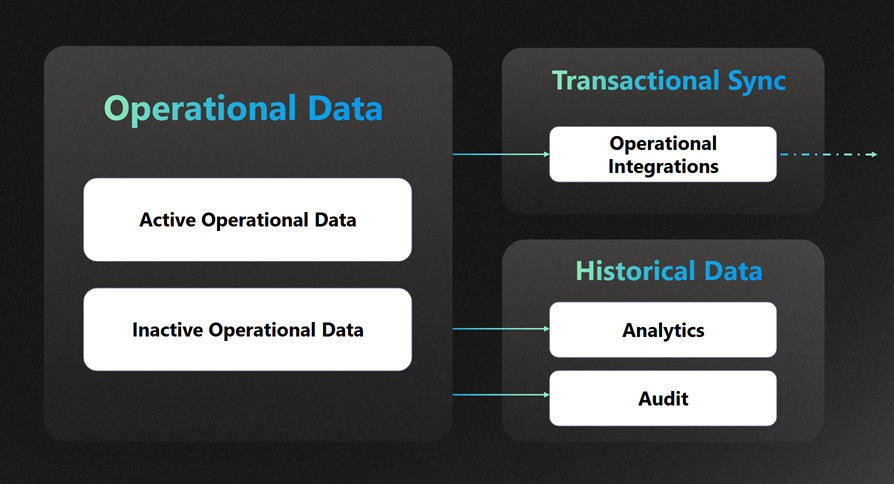 Operational Data
Active Operational Data
Inactive Operational Data
Transactional Sync
Operational
Integrations
Historical Data
Analytics
Audit